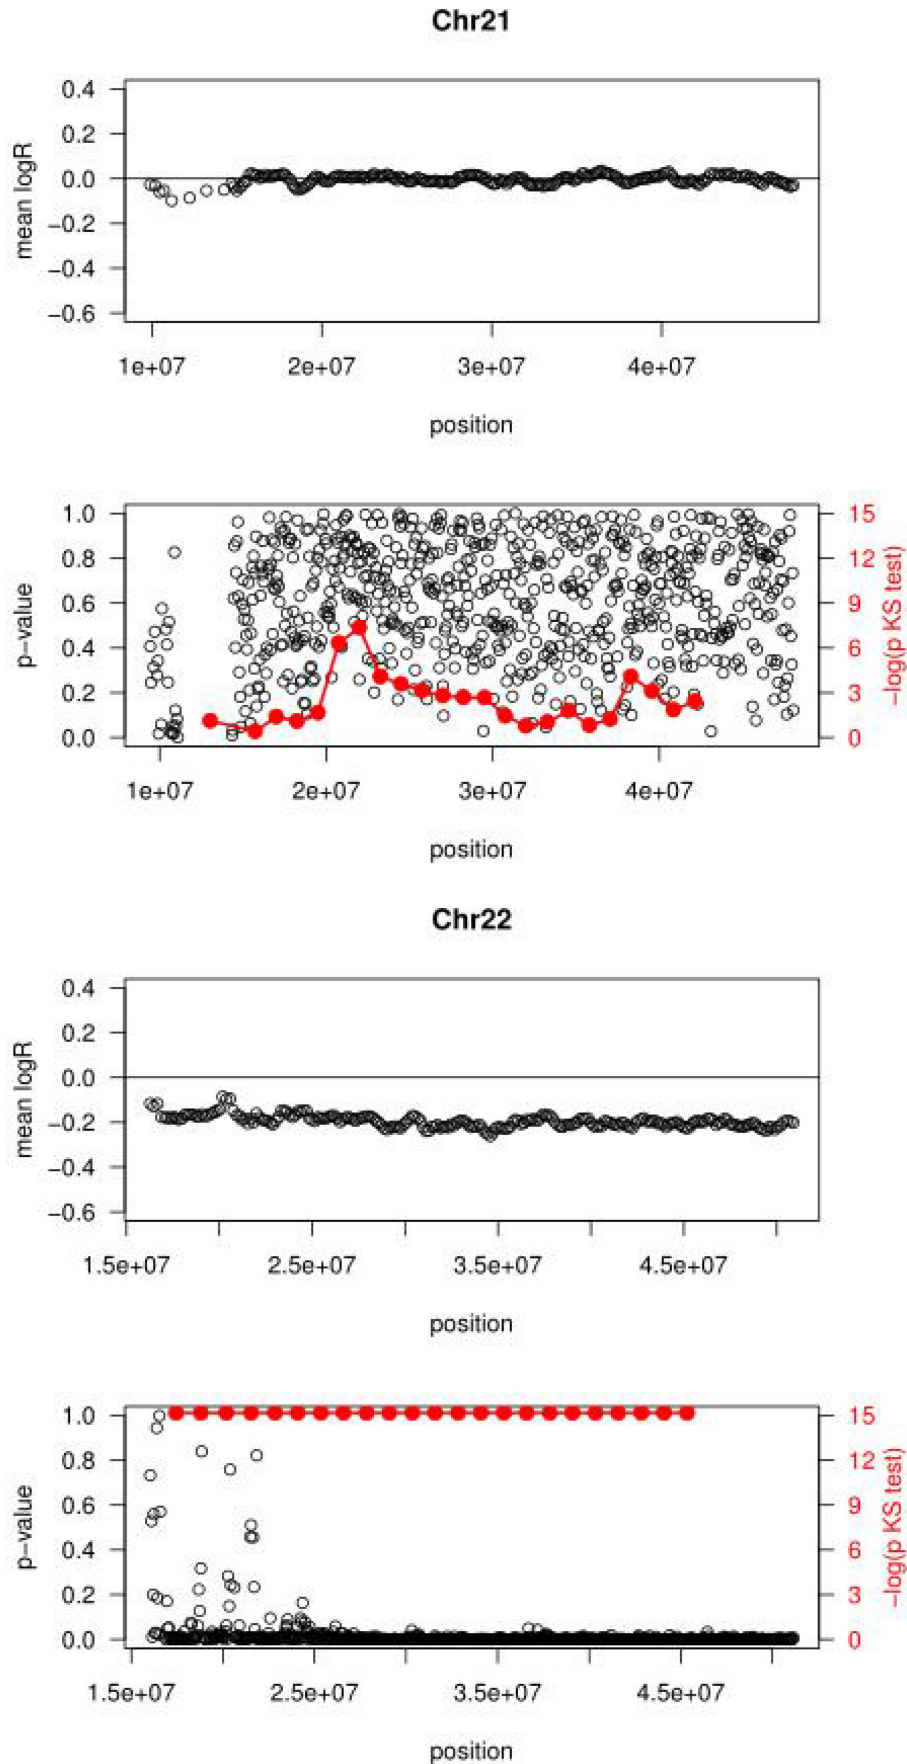 Chr21
0.4
0.2
0.0
−0.2
−0.4
−0.6
mean logR
1e+07 2e+07 3e+07 4e+07
position
1.0
0.8
0.6
0.4
0.2
0.0
p−value
15
12
9
6
3
0
−log(p KS test)
1e+07 2e+07 3e+07 4e+07
position
Chr22
0.4
0.2
0.0
−0.2
−0.4
−0.6
mean logR
1.5e+07 2.5e+07 3.5e+07 4.5e+07
position
1.0
0.8
0.6
0.4
0.2
0.0
p−value
15
12
9
6
3
0
−log(p KS test)
1.5e+07 2.5e+07 3.5e+07 4.5e+07
position